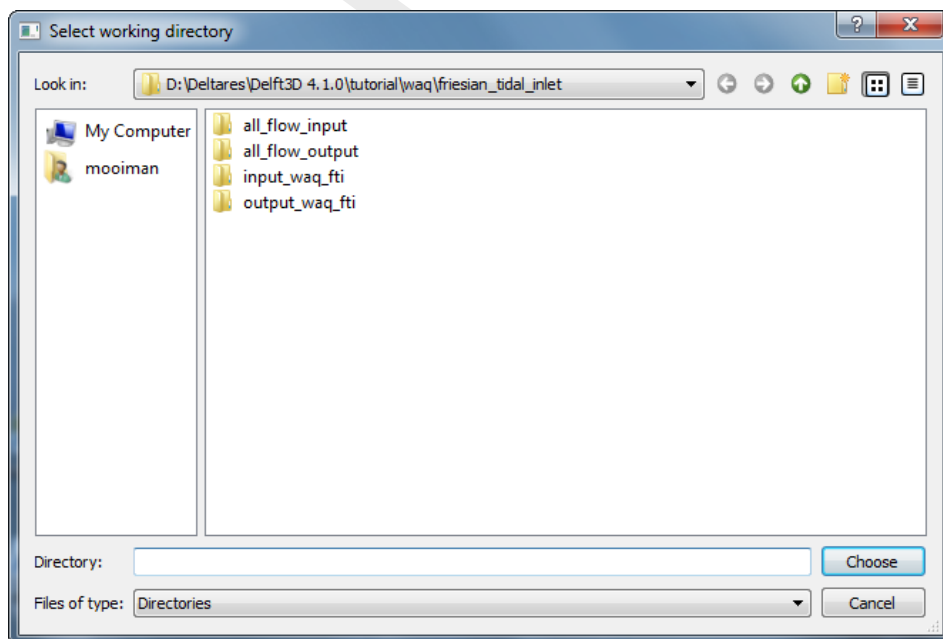 Select working directory
? X
Look in: D:\Deltares\Delft3D 4.1.0\tutorial\waq\friesian_tidal_inlet
My Computer
mooiman
all_flow_input
all_flow_output
input_waq_fti
output_waq_fti
Directory: Choose
Files of type: Directories Cancel